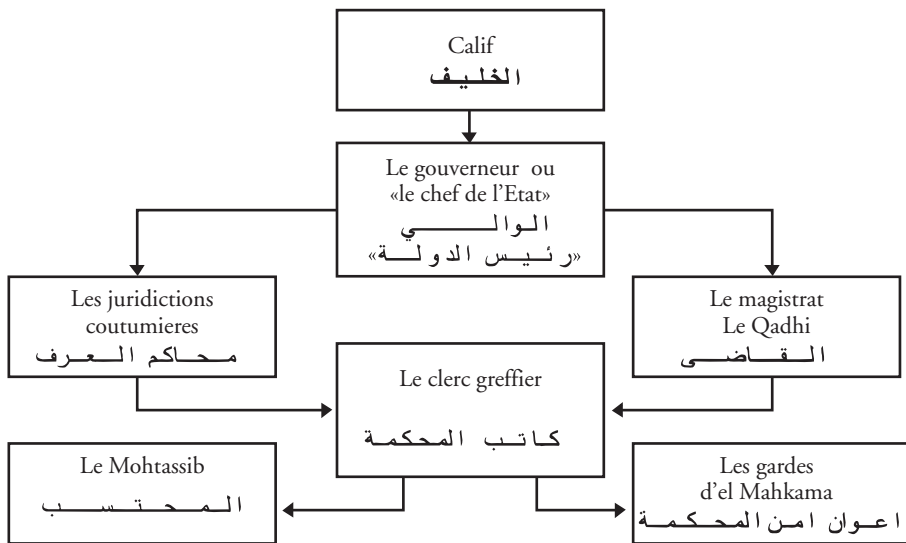 Calif
الخليف
Le gouverneur ou
«le chef de l’Etat»
الوالي
«رئيس الدولة»
Les juridictions
coutumieres
محاكم العرف
Le magistrat
Le Qadhi
القاضى
Le clerc greffier
كاتب المحكمة
Le Mohtassib
المحتسب
Les gardes
d’el Mahkama
اعوان امن المحكمة